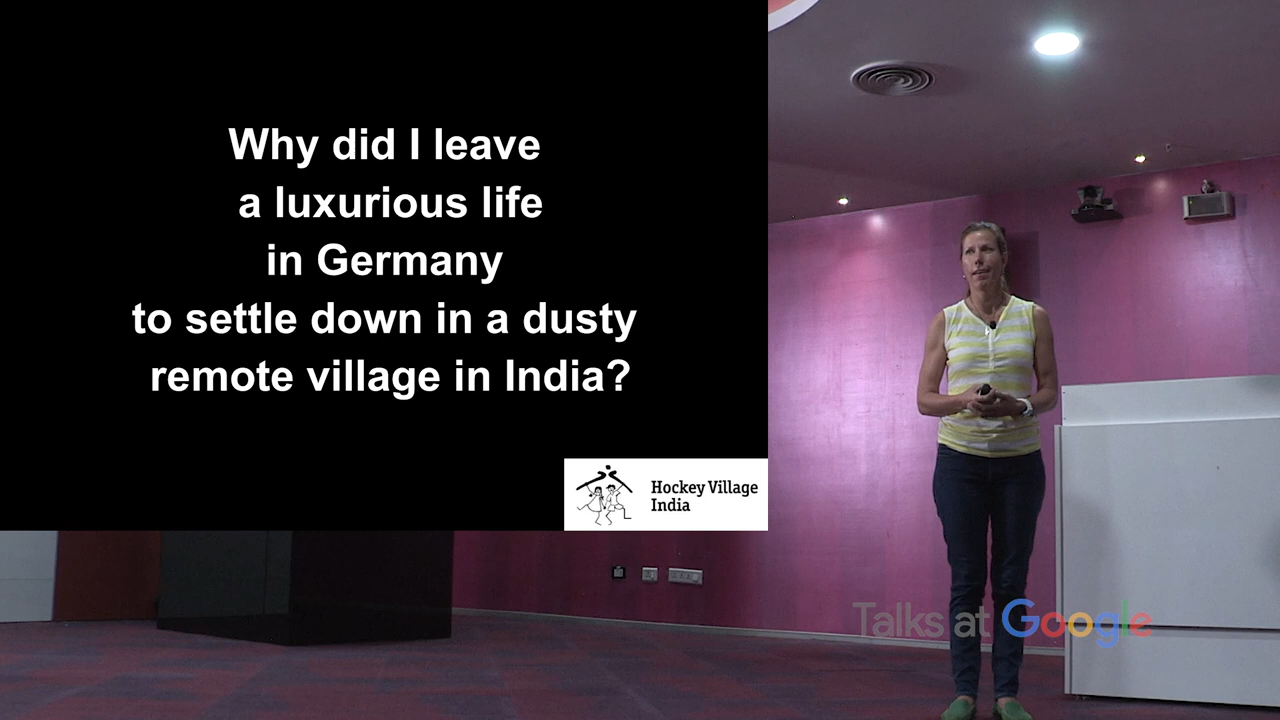 Why did I leave
a luxurious life
in Germany
to settle down in a dusty
remote village in India?
Hockey Village
India
Talks at Google